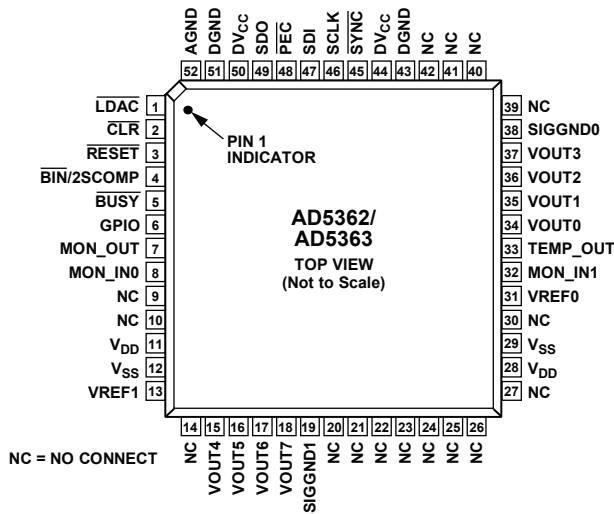 AGND
DGND
DVCC
SDO
PEC
SDI
SCLK
SYNC
DVCC
DGND
NC
NC
NC
52 51 50 49 48 47 46 45 44 43 42 41 40
LDAC 1
CLR 2
RESET 3
BIN/2SCOMP 4
BUSY 5
GPIO 6
MON_OUT 7
MON_IN0 8
NC 9
NC 10
VDD 11
VSS 12
VREF1 13
PIN 1
INDICATOR
AD5362/
AD5363
TOP VIEW
(Not to Scale)
39 NC
38 SIGGND0
37 VOUT3
36 VOUT2
35 VOUT1
34 VOUT0
33 TEMP_OUT
32 MON_IN1
31 VREF0
30 NC
29 VSS
28 VDD
27 NC
14 15 16 17 18 19 20 21 22 23 24 25 26
NC
VOUT4
VOUT5
VOUT6
VOUT7
SIGGND1
NC
NC
NC
NC
NC
NC
NC
NC = NO CONNECT